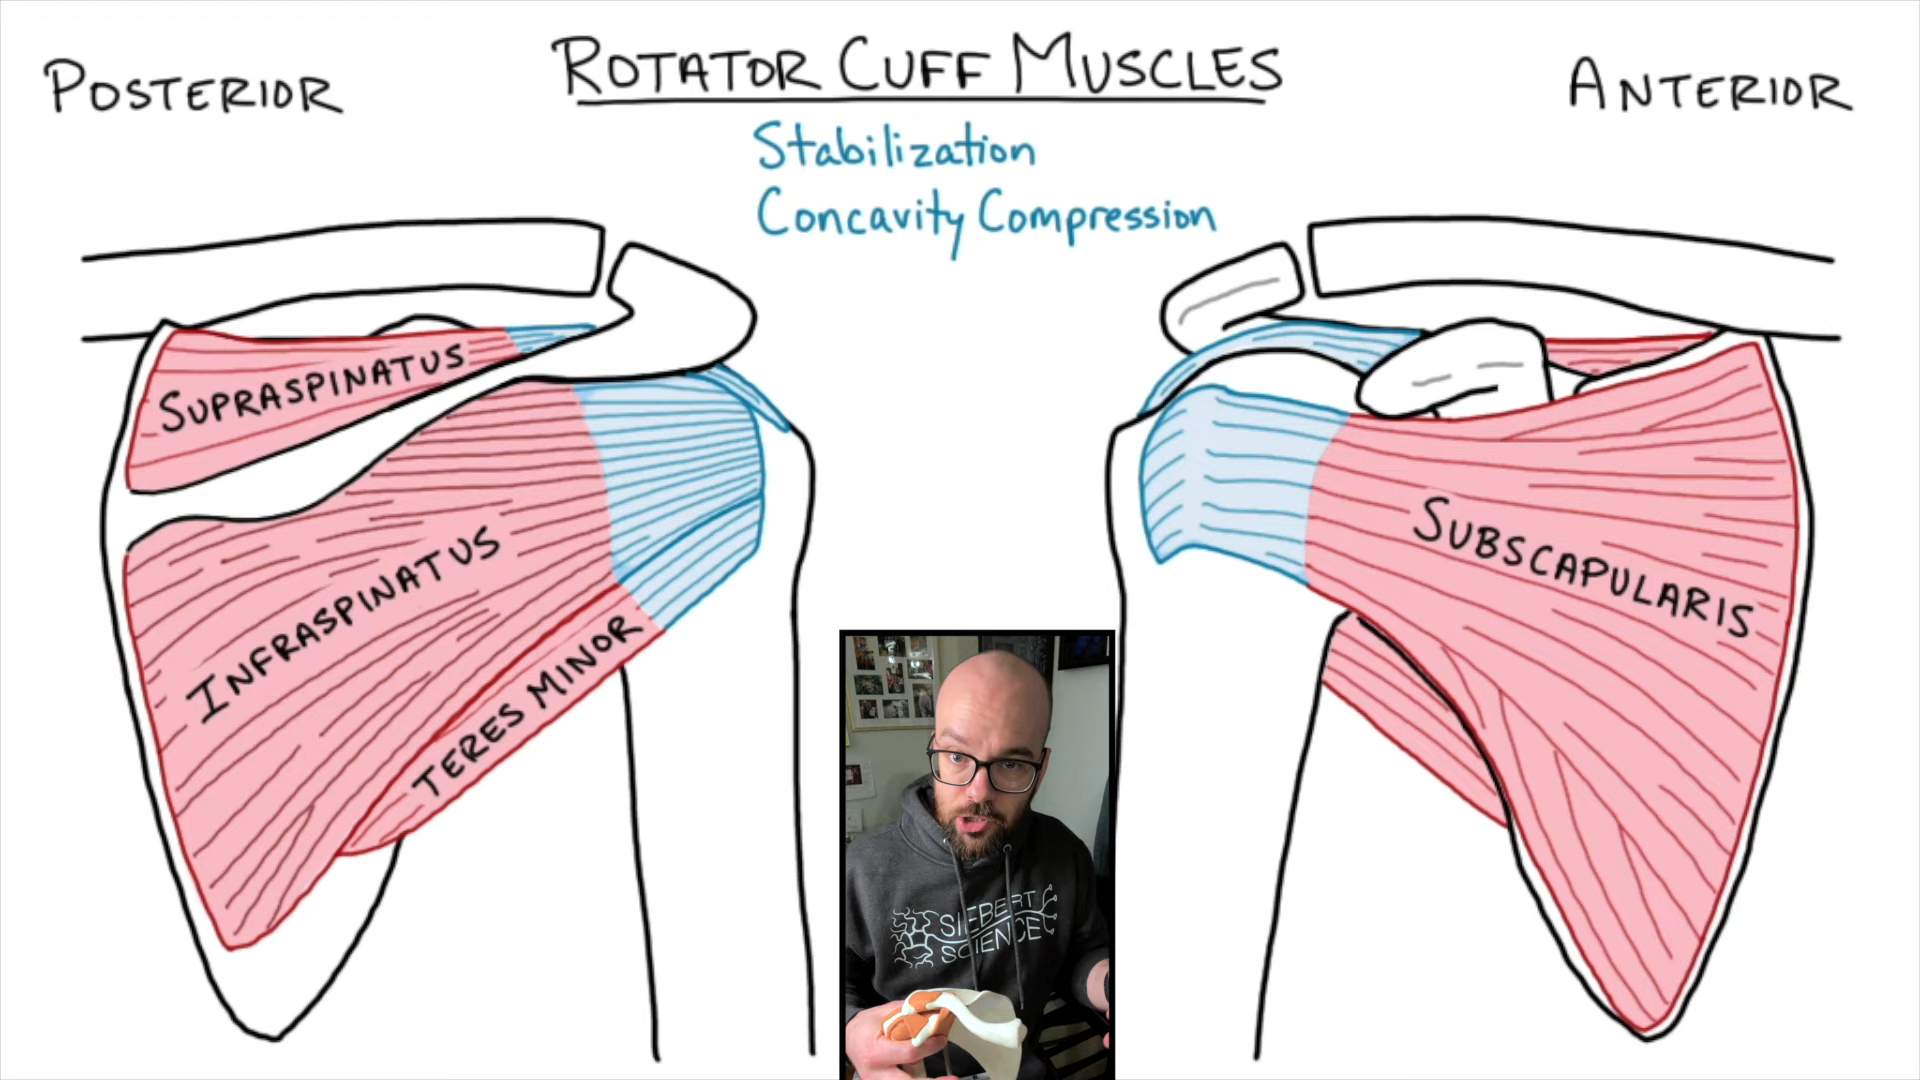 POSTERIOR
ROTATOR CUFF MUSCLES
ANTERIOR
Stabilization
Concavity Compression
SUPRASPINATUS
INFRASPINATUS
TERES MINOR
SUBSCAPULARIS
SIEBERT
SCIENCE